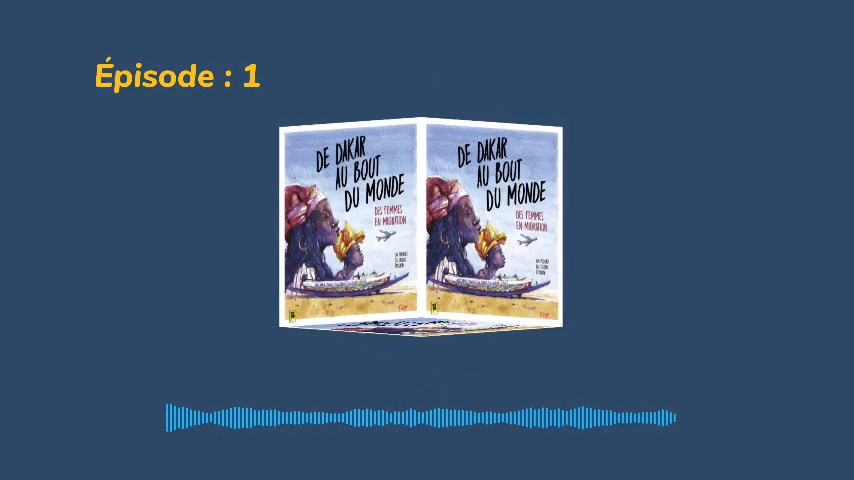 Épisode : 1
DE DAKAR
AU BOUT
DU MONDE
DES FEMMES
EN MIGRATION
DE DAKAR
AU BOUT
DU MONDE
DES FEMMES
EN MIGRATION